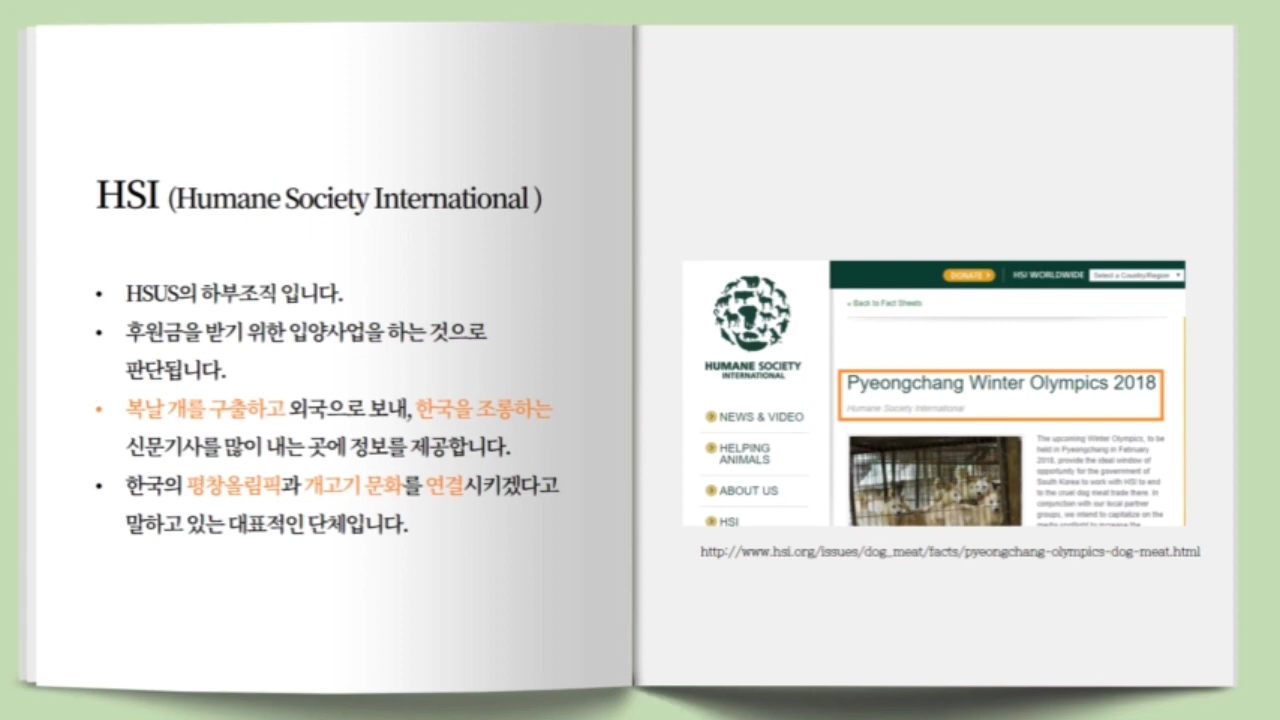 HSI (Humane Society International )
• HSUS의 하부조직 입니다.
• 후원금을 받기 위한 입양사업을 하는 것으로
판단됩니다.
• 복날 개를 구출하고 외국으로 보내, 한국을 조롱하는
신문기사를 많이 내는 곳에 정보를 제공합니다.
• 한국의 평창올림픽과 개고기 문화를 연결시키겠다고
말하고 있는 대표적인 단체입니다.
DONATE >
HSI WORLDWIDE
Select a Country/Region
« Back to Fact Sheets
HUMANE SOCIETY
INTERNATIONAL
NEWS & VIDEO
HELPING
ANIMALS
ABOUT US
HSI
Pyeongchang Winter Olympics 2018
Humane Society International
The upcoming Winter Olympics, to be
held in Pyeongchang in February
2018, provide the ideal window of
opportunity for the government of
South Korea to work with HSI to end
to the cruel dog meat trade there. In
conjunction with our local partner
groups, we intend to capitalize on the
media spotlight to increase the
http://www.hsi.org/issues/dog_meat/facts/pyeongchang-olympics-dog-meat.html